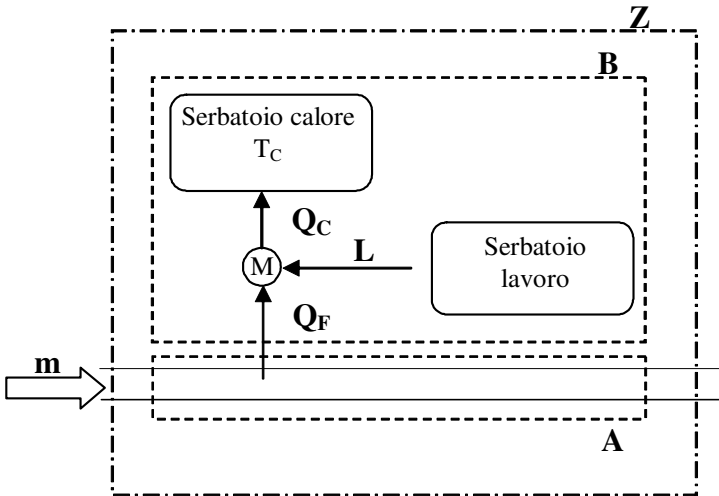 Z
B
Serbatoio calore
T_C
Q_C
L
M
Serbatoio
lavoro
Q_F
m
A